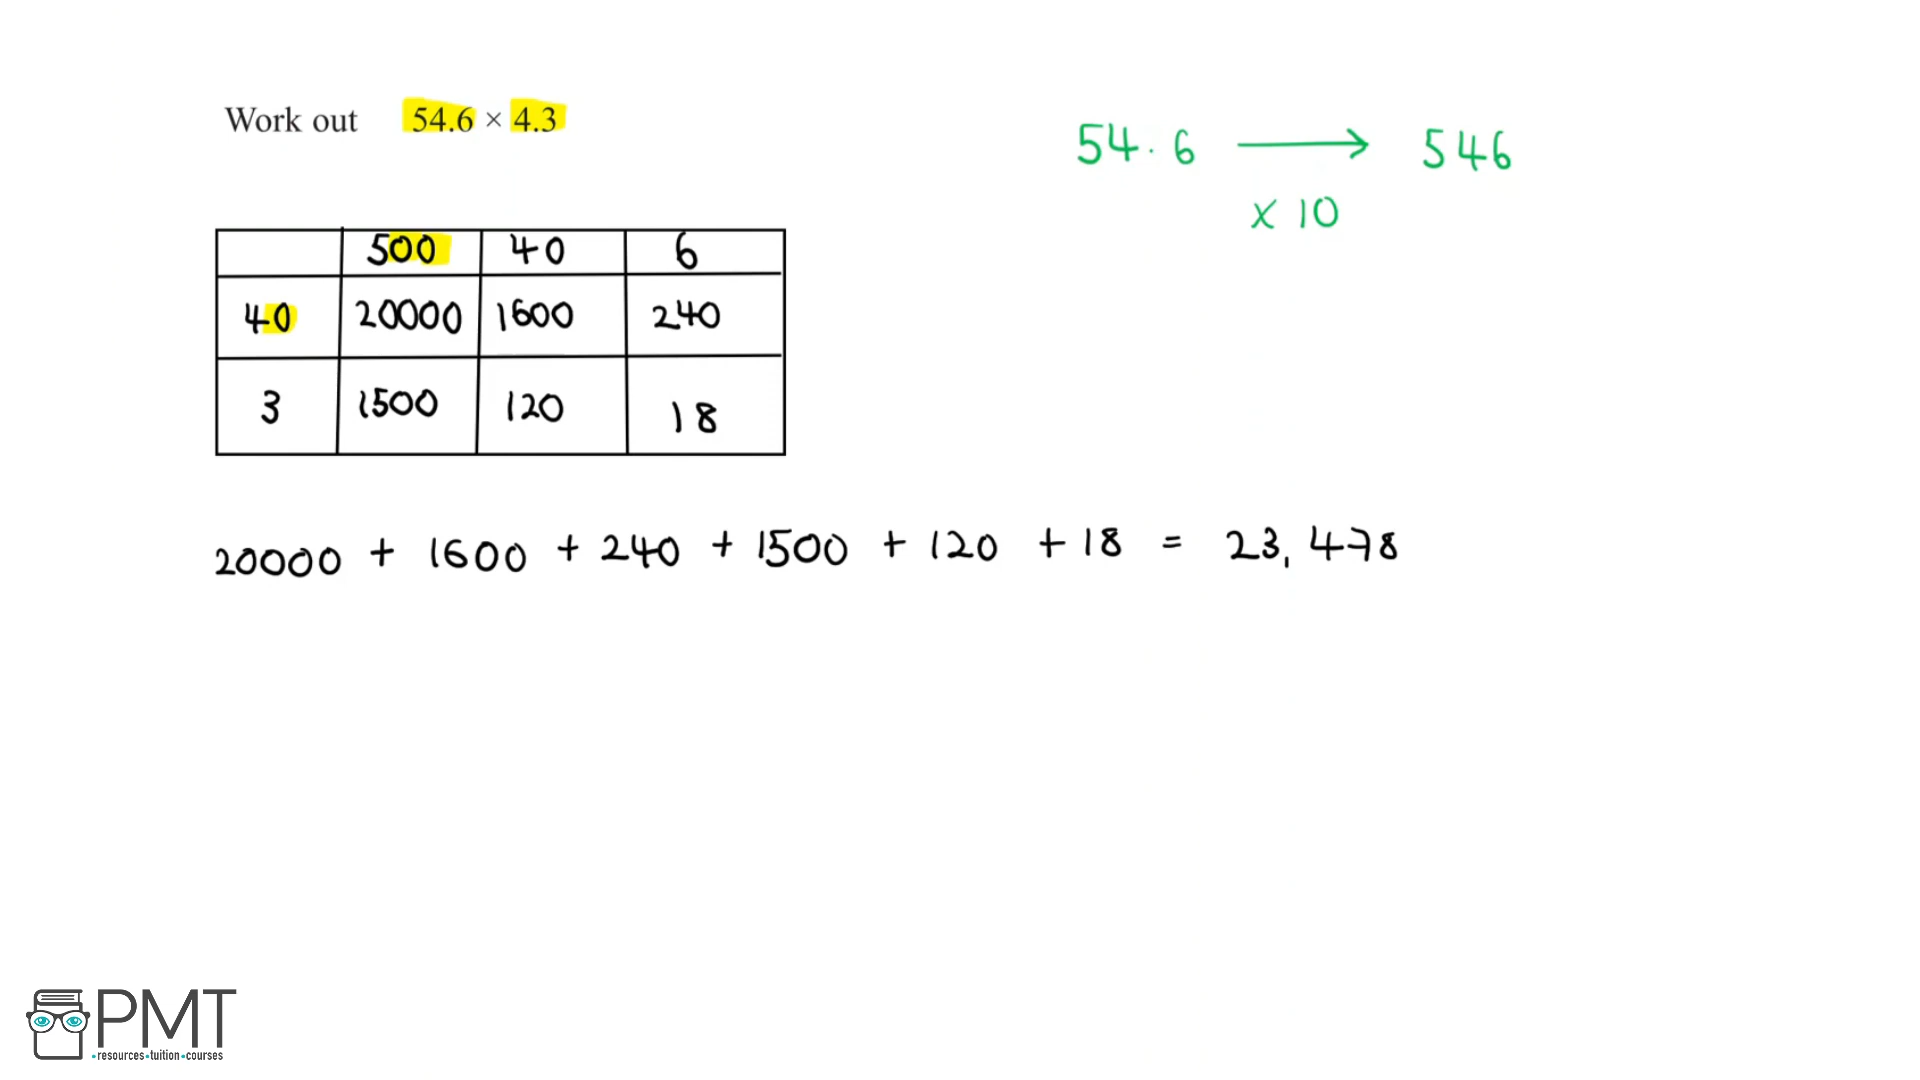 Work out 54.6 × 4.3
54.6 → 546
× 10
500 40 6
40 20000 1600 240
3 1500 120 18
20000 + 1600 + 240 + 1500 + 120 + 18 = 23,478
PMT
•resources•tuition•courses